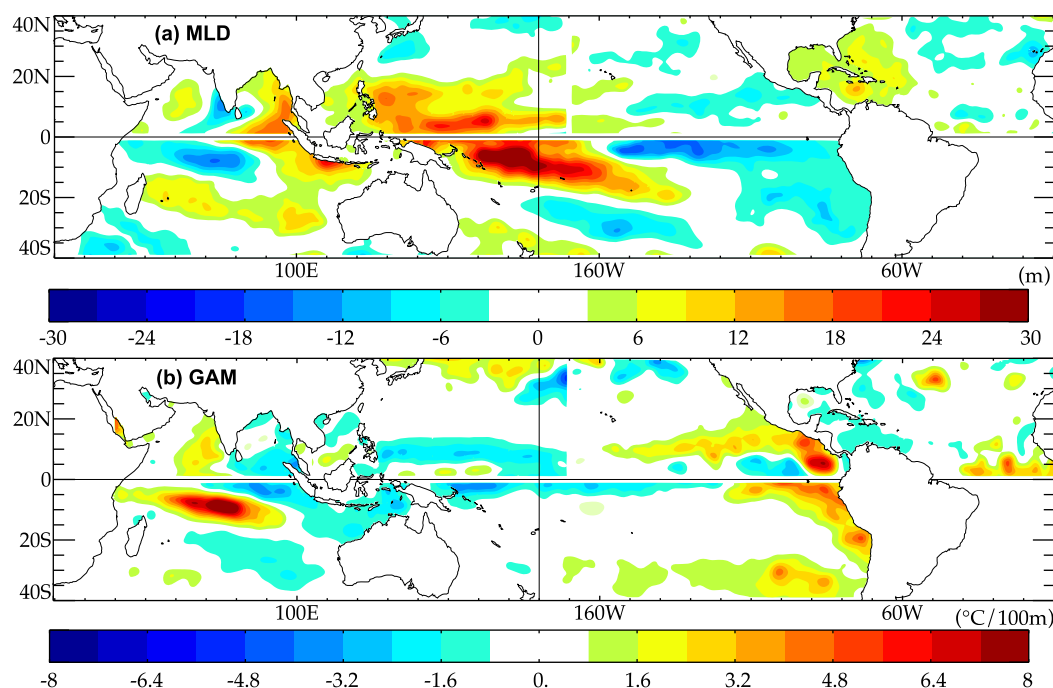 40N
(a) MLD
20N
0
20S
40S
100E 160W 60W
(m)
-30 -24 -18 -12 -6 0 6 12 18 24 30
40N
(b) GAM
20N
0
20S
40S
100E 160W 60W
(°C/100m)
-8 -6.4 -4.8 -3.2 -1.6 0. 1.6 3.2 4.8 6.4 8